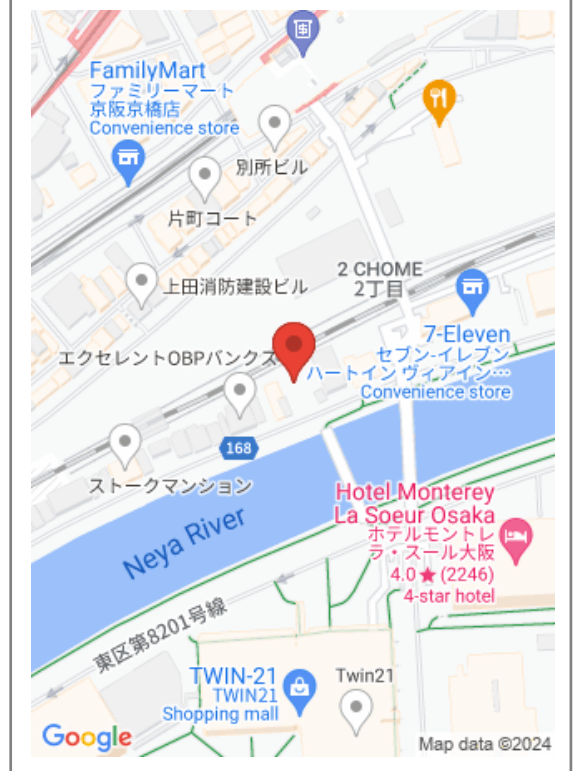 FamilyMart
ファミリーマート
京阪京橋店
Convenience store
別所ビル
片町コート
2 CHOME
2丁目
上田消防建設ビル
7-Eleven
セブン-イレブン
ハートイン ヴィアイン…
Convenience store
エクセレントOBPバンクス
168
ストークマンション
Neya River
Hotel Monterey
La Soeur Osaka
ホテルモントレ
ラ・スール大阪
4.0★(2246)
4-star hotel
東区第8201号線
TWIN-21
TWIN21
Shopping mall
Twin21
Google
Map data ©2024